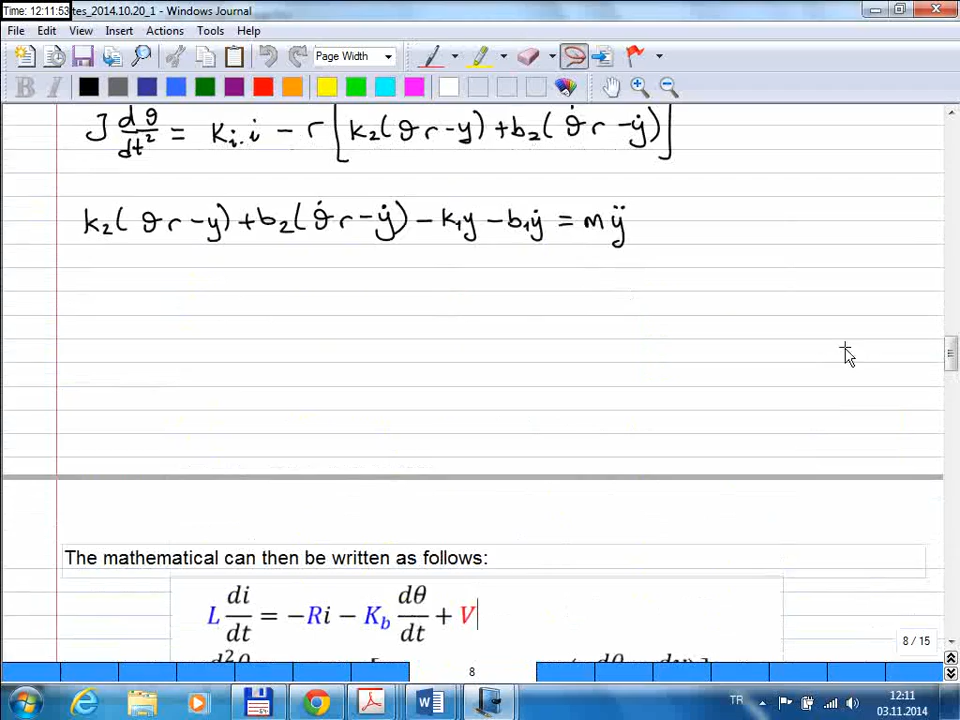 Time: 12:11:53 tes_2014.10.20_1 - Windows Journal
File Edit View Insert Actions Tools Help
Page Width
B I
J dϑ/dt² = Ki.i − r[k₂(ϑr−y)+b₂(ϑ̇r−ẏ)]
k₂(ϑr−y)+b₂(ϑ̇r−ẏ)−k₁y−b₁ẏ = mÿ
The mathematical can then be written as follows:
L di/dt = −Ri − K_b dθ/dt + V
8 / 15
8
TR 12:11
03.11.2014